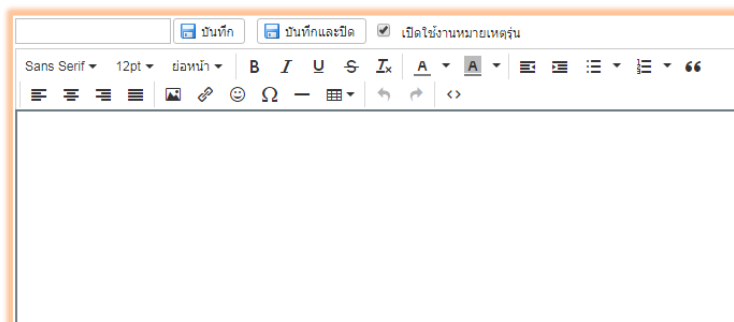 บันทึก บันทึกและปิด เปิดใช้งานหมายเหตุรุ่น
Sans Serif 12pt ย่อหน้า B I U S Ix A A
Ω <>